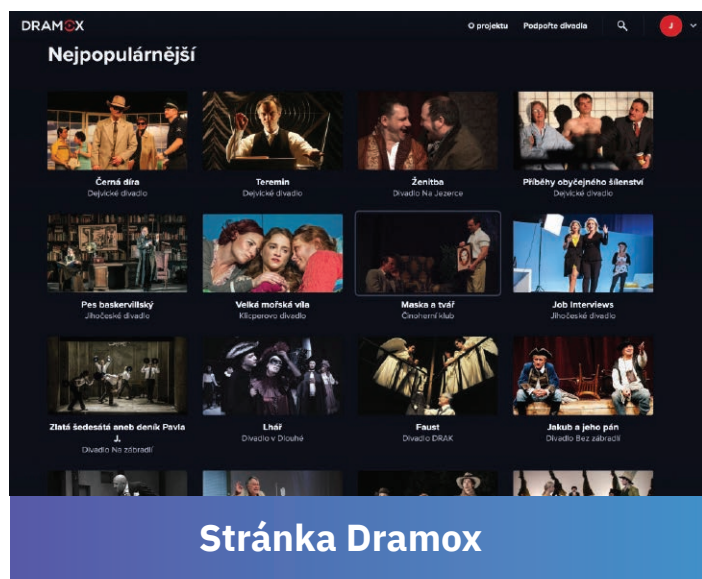 DRAMOX
O projektu
Podpořte divadla
J
Nejpopulárnější
Černá díra
Dejvické divadlo
Teremin
Dejvické divadlo
Ženitba
Divadlo Na Jezerce
Příběhy obyčejného šílenství
Dejvické divadlo
Pes baskervillský
Jihočeské divadlo
Velká mořská víla
Klicperovo divadlo
Maska a tvář
Činoherní klub
Job Interviews
Jihočeské divadlo
Zlatá šedesátá aneb deník Pavla
J.
Divadlo Na zábradlí
Lhář
Divadlo v Dlouhé
Faust
Divadlo DRAK
Jakub a jeho pán
Divadlo Bez zábradlí
Stránka Dramox